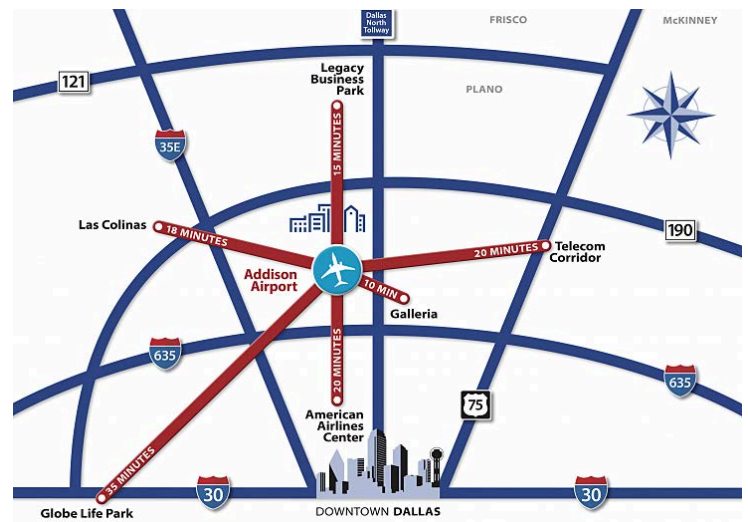 Dallas
North
Tollway
FRISCO
McKINNEY
Legacy
Business
Park
121
PLANO
15 MINUTES
35E
Las Colinas
18 MINUTES
190
20 MINUTES
Telecom
Corridor
Addison
Airport
10 MIN
Galleria
635
20 MINUTES
635
75
American
Airlines
Center
35 MINUTES
30
30
Globe Life Park
DOWNTOWN DALLAS